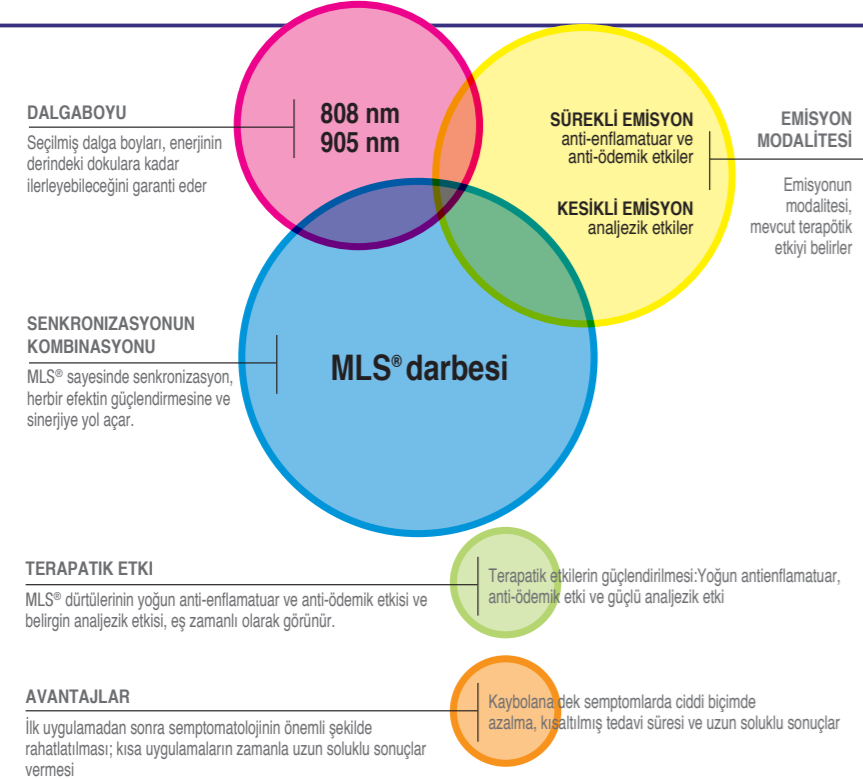 DALGABOYU
Seçilmiş dalga boyları, enerjinin
derindeki dokulara kadar
ilerleyebileceğini garanti eder
808 nm
905 nm
SÜREKLİ EMİSYON
anti-enflamatuar ve
anti-ödemik etkiler
KESİKLİ EMİSYON
analjezik etkiler
EMİSYON
MODALİTESİ
Emisyonun
modalitesi,
mevcut terapötik
etkiyi belirler
SENKRONIZASYONUN
KOMBINASYONU
MLS® sayesinde senkronizasyon,
herbir efektin güçlendirmesine ve
sinerjiye yol açar.
MLS® darbesi
TERAPATIK ETKI
MLS® dürtülerinin yoğun anti-enflamatuar ve anti-ödemik etkisi ve
belirgin analjezik etkisi, eş zamanlı olarak görünür.
Terapatik etkilerin güçlendirilmesi:Yoğun antienflamatuar,
anti-ödemik etki ve güçlü analjezik etki
AVANTAJLAR
İlk uygulamadan sonra semptomatolojinin önemli şekilde
rahatlatılması; kısa uygulamaların zamanla uzun soluklu sonuçlar
vermesi
Kaybolana dek semptomlarda ciddi biçimde
azalma, kısaltılmış tedavi süresi ve uzun soluklu sonuçlar